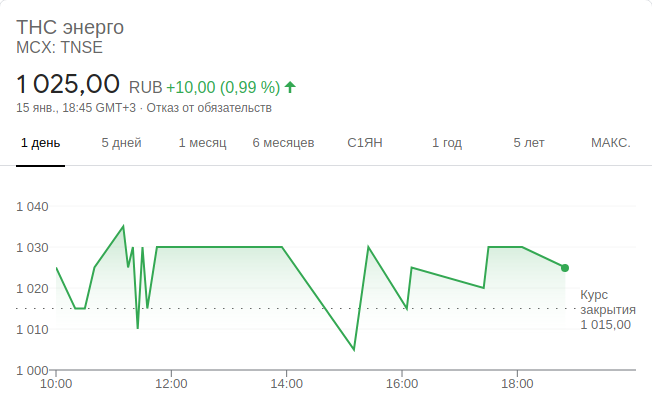 ТНС энерго
MCX: TNSE
1 025,00 RUB +10,00 (0,99 %)
15 янв., 18:45 GMT+3 · Отказ от обязательств
1 день 5 дней 1 месяц 6 месяцев С1ЯН 1 год 5 лет МАКС.
1 040
1 030
1 020
1 010
1 000
Курс
закрытия
1 015,00
10:00 12:00 14:00 16:00 18:00